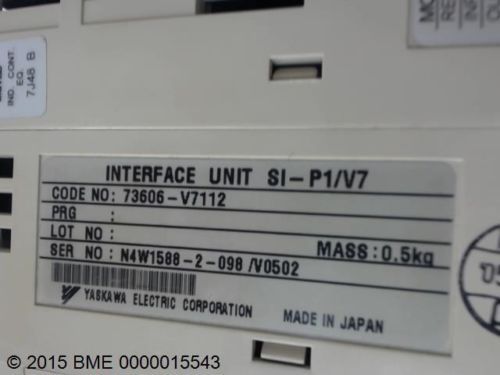 IND. CONT.
EQ.
7J48 B
MO
INTERFACE UNIT SI-P1/V7
CODE NO: 73606-V7112
PRG :
LOT NO :
MASS:0.5kg
SER NO : N4W1588-2-098/V0502
YASKAWA ELECTRIC CORPORATION
MADE IN JAPAN
© 2015 BME 0000015543